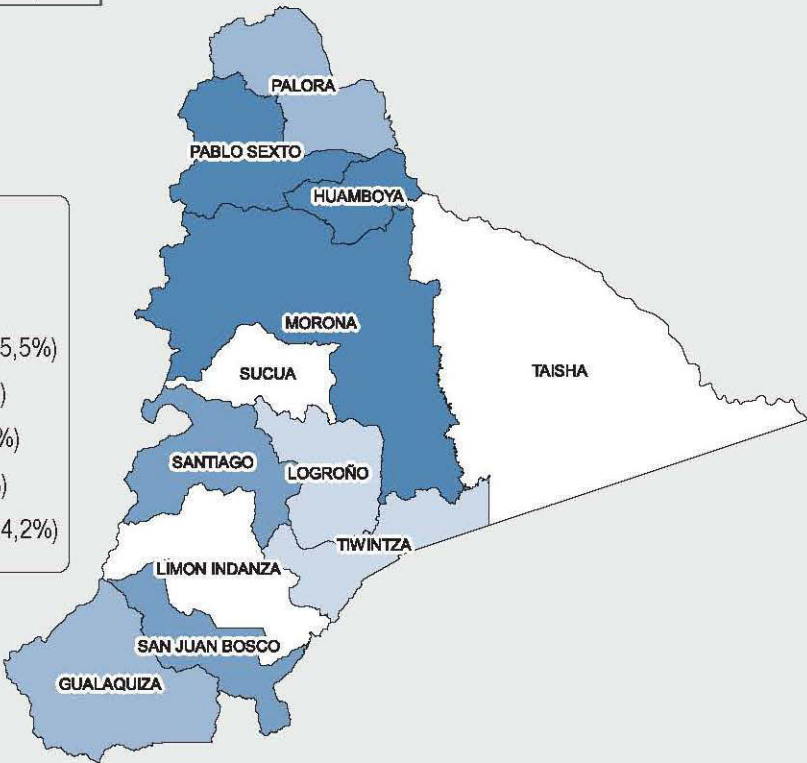 PALORA
PABLO SEXTO
HUAMBOYA
5,5%)
)
MORONA
%)
SUCUA
TAISHA
)
4,2%)
SANTIAGO
LOGROÑO
TIWINTZA
LIMON INDANZA
SAN JUAN BOSCO
GUALAQUIZA